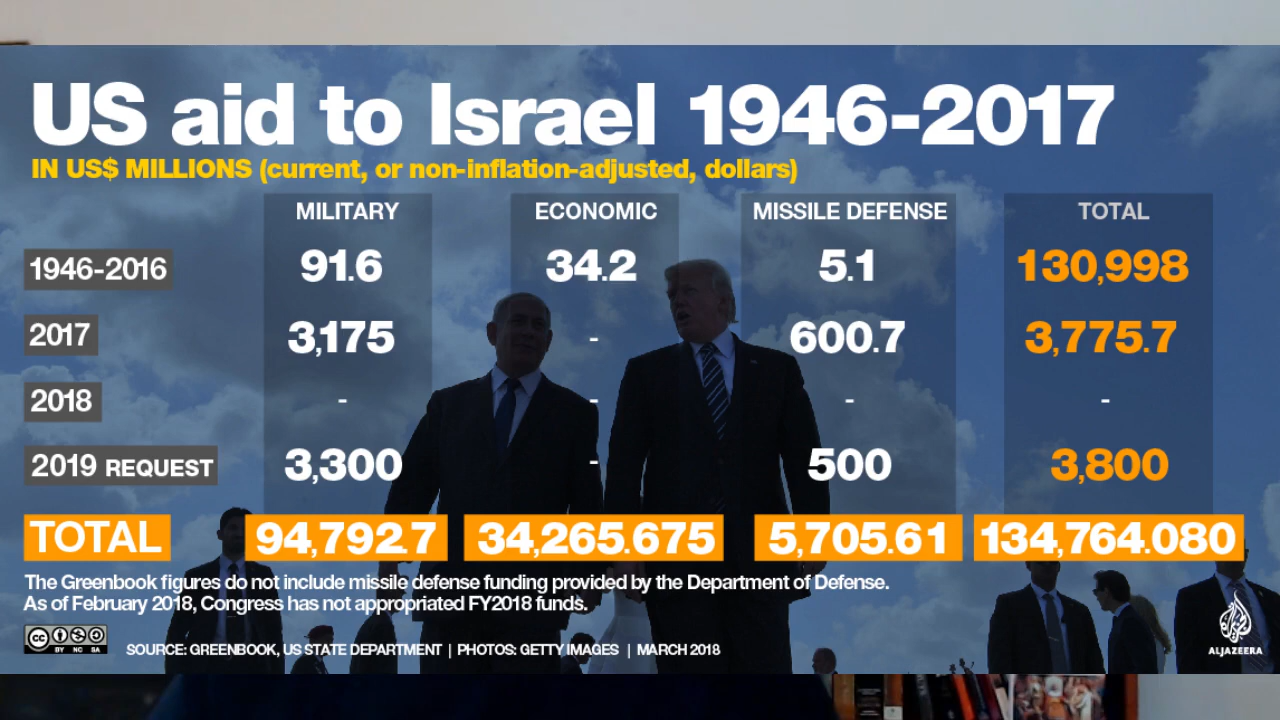 US aid to Israel 1946-2017
IN US$ MILLIONS (current, or non-inflation-adjusted, dollars)
MILITARY ECONOMIC MISSILE DEFENSE TOTAL
1946-2016 91.6 34.2 5.1 130,998
2017 3,175 - 600.7 3,775.7
2018 - - - -
2019 REQUEST 3,300 - 500 3,800
TOTAL 94,792.7 34,265.675 5,705.61 134,764.080
The Greenbook figures do not include missile defense funding provided by the Department of Defense.
As of February 2018, Congress has not appropriated FY2018 funds.
cc BY NC SA
SOURCE: GREENBOOK, US STATE DEPARTMENT | PHOTOS: GETTY IMAGES | MARCH 2018
ALJAZEERA